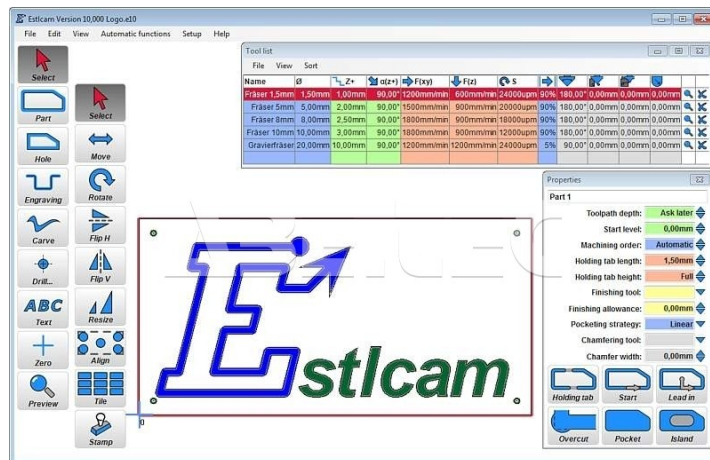 Estlcam Version 10,000 Logo.e10
File Edit View Automatic functions Setup Help
Select
Part
Hole
Engraving
Carve
Drill...
ABC
Text
Zero
Preview
Select
Move
Rotate
Flip H
Flip V
Resize
Align
Tile
Stamp
Tool list
File View Sort
Name Ø Z+ α(z+) F(xy) F(z) S
Fräser 1,5mm 1,50mm 1,00mm 90,00° 1200mm/min 600mm/min 24000upm 90% 180,00° 0,00mm 0,00mm 0,00mm
Fräser 5mm 5,00mm 2,00mm 90,00° 1500mm/min 900mm/min 20000upm 90% 180,00° 0,00mm 0,00mm 0,00mm
Fräser 8mm 8,00mm 2,50mm 90,00° 1800mm/min 900mm/min 18000upm 90% 180,00° 0,00mm 0,00mm 0,00mm
Fräser 10mm 10,00mm 3,00mm 90,00° 1800mm/min 900mm/min 12000upm 90% 180,00° 0,00mm 0,00mm 0,00mm
Gravierfräser 20,00mm 10,00mm 90,00° 1200mm/min 1200mm/min 24000upm 5% 90,00° 0,00mm 0,00mm 0,00mm
Properties
Part 1
Toolpath depth: Ask later
Start level: 0,00mm
Machining order: Automatic
Holding tab length: 1,50mm
Holding tab height: Full
Finishing tool:
Finishing allowance: 0,00mm
Pocketing strategy: Linear
Chamfering tool:
Chamfer width: 0,00mm
Holding tab Start Lead in
Overcut Pocket Island
Estlcam
0